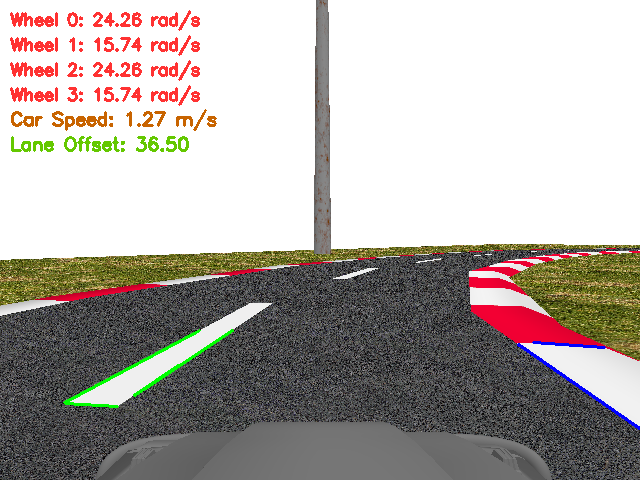 Wheel 0: 24.26 rad/s
Wheel 1: 15.74 rad/s
Wheel 2: 24.26 rad/s
Wheel 3: 15.74 rad/s
Car Speed: 1.27 m/s
Lane Offset: 36.50